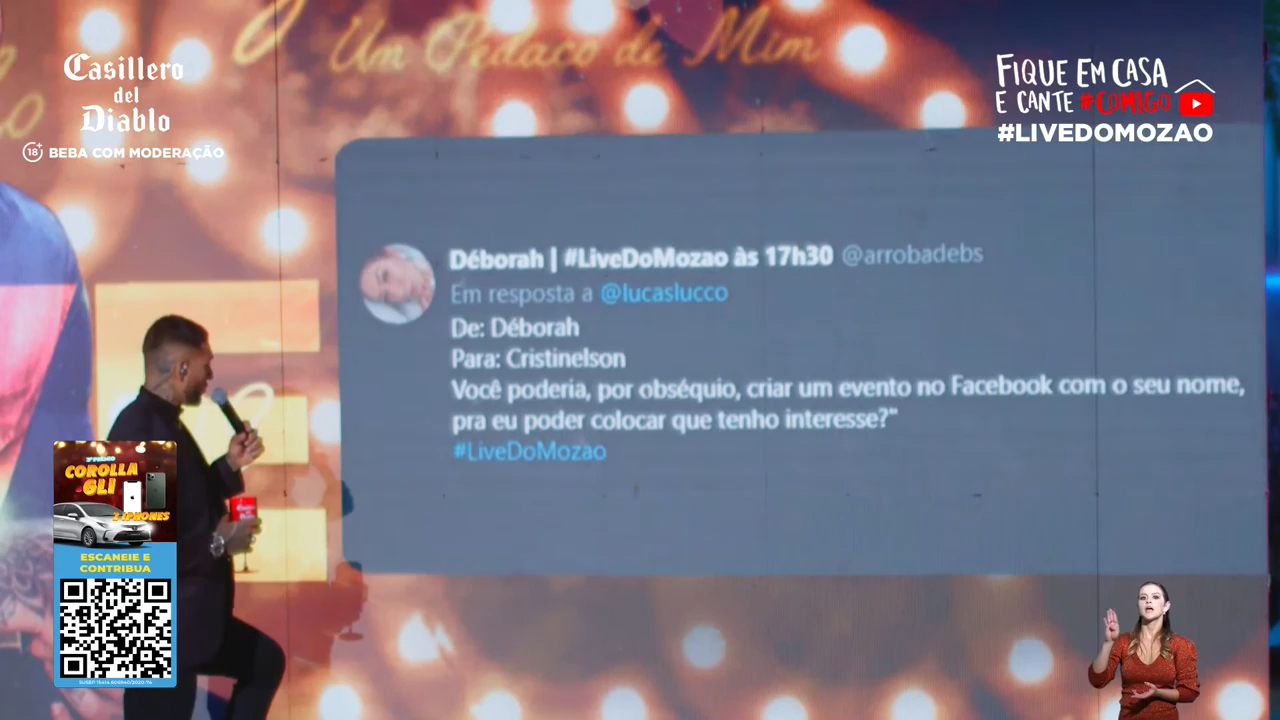 Um Pedaço de Mim
Casillero
del
Diablo
18+ BEBA COM MODERAÇÃO
FIQUE EM CASA
E CANTE #COMIGO
#LIVEDOMOZAO
Déborah | #LiveDoMozao às 17h30 @arrobadebs
Em resposta a @lucaslucco
De: Déborah
Para: Cristinelson
Você poderia, por obséquio, criar um evento no Facebook com o seu nome,
pra eu poder colocar que tenho interesse?"
#LiveDoMozao
COROLLA
GLI
2 IPHONES
ESCANEIE E
CONTRIBUA